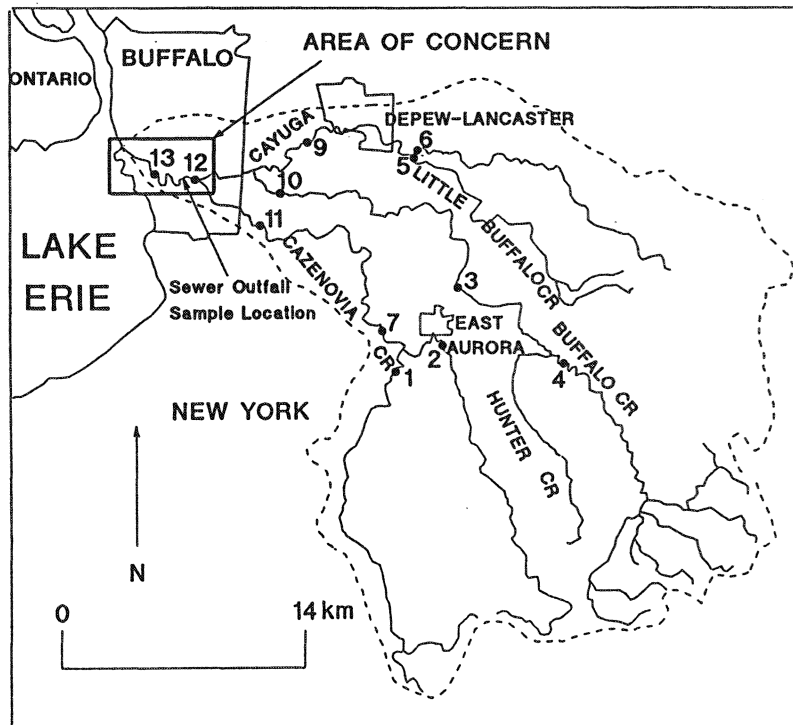 AREA OF CONCERN
BUFFALO
ONTARIO
DEPEW-LANCASTER
CAYUGA
6
9
5
13
12
LITTLE
10
11
LAKE
ERIE
CAZENOVIA
BUFFALOCR
Sewer Outfall
Sample Location
3
7
EAST
AURORA
2
BUFFALO CR
CR
1
4
NEW YORK
HUNTER CR
N
0
14 km